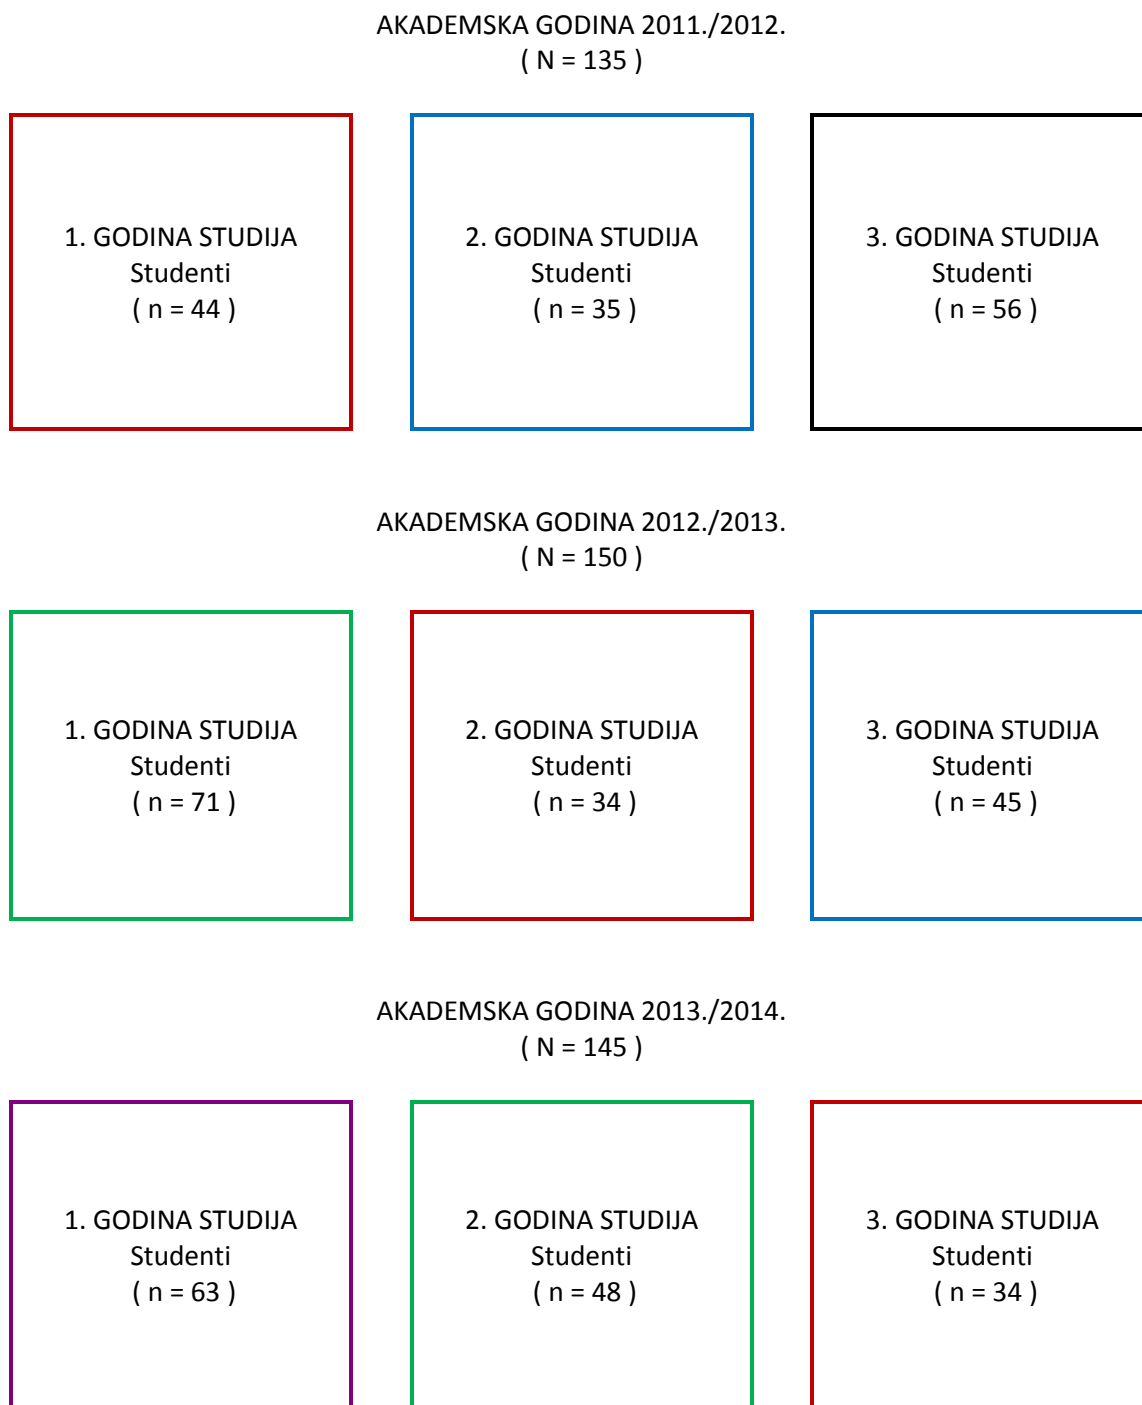 AKADEMSKA GODINA 2011./2012.
( N = 135 )
1. GODINA STUDIJA
Studenti
( n = 44 )
2. GODINA STUDIJA
Studenti
( n = 35 )
3. GODINA STUDIJA
Studenti
( n = 56 )
AKADEMSKA GODINA 2012./2013.
( N = 150 )
1. GODINA STUDIJA
Studenti
( n = 71 )
2. GODINA STUDIJA
Studenti
( n = 34 )
3. GODINA STUDIJA
Studenti
( n = 45 )
AKADEMSKA GODINA 2013./2014.
( N = 145 )
1. GODINA STUDIJA
Studenti
( n = 63 )
2. GODINA STUDIJA
Studenti
( n = 48 )
3. GODINA STUDIJA
Studenti
( n = 34 )